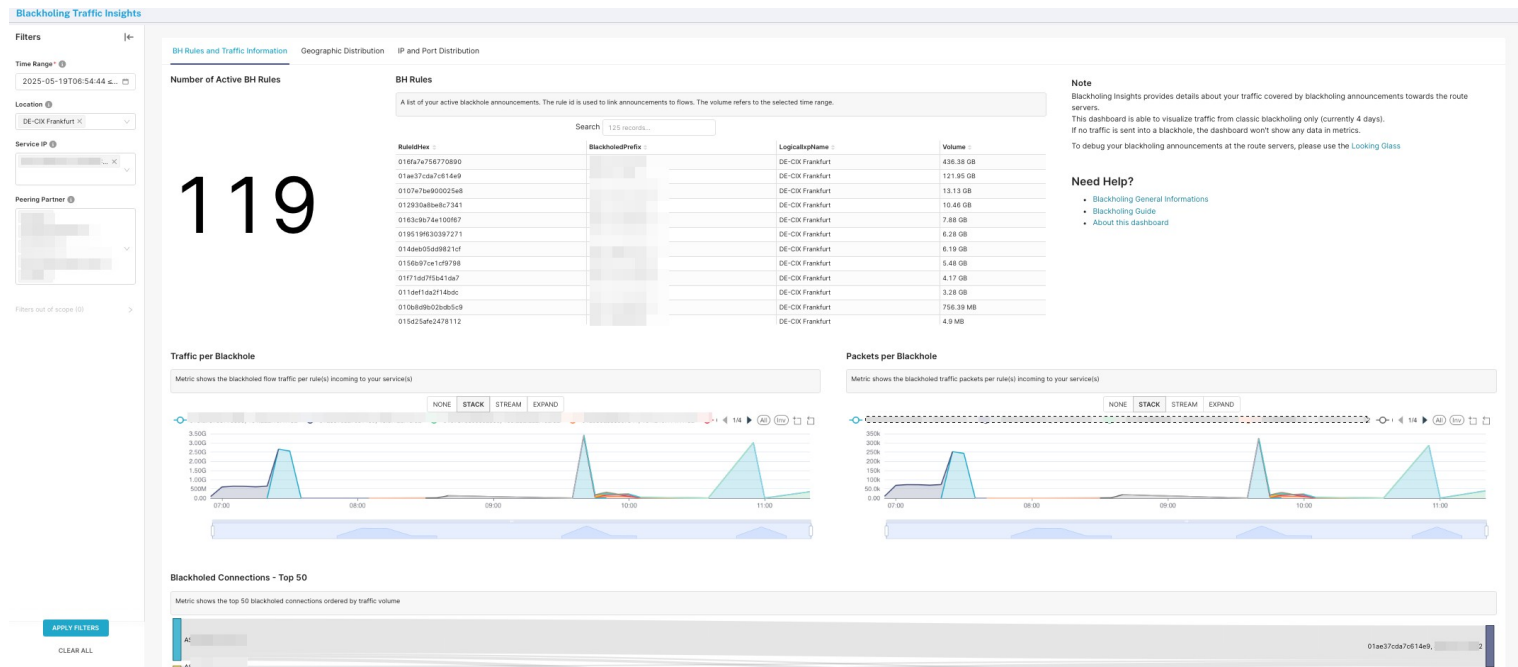 Blackholing Traffic Insights
Filters
Time Range*
2025-05-19T06:54:44 ≤...
Location
DE-CIX Frankfurt ×
Service IP
... ×
Peering Partner
Filters out of scope (0)
APPLY FILTERS
CLEAR ALL
BH Rules and Traffic Information Geographic Distribution IP and Port Distribution
Number of Active BH Rules
119
BH Rules
A list of your active blackhole announcements. The rule id is used to link announcements to flows. The volume refers to the selected time range.
Search 125 records...
RuleIdHex BlackholedPrefix LogicalIxpName Volume
016fa7e756770890 DE-CIX Frankfurt 436.38 GB
01ae37cda7c614e9 DE-CIX Frankfurt 121.95 GB
0107e7be900025e8 DE-CIX Frankfurt 13.13 GB
012930a8be8c7341 DE-CIX Frankfurt 10.46 GB
0163c9b74e100f67 DE-CIX Frankfurt 7.88 GB
019519f630397271 DE-CIX Frankfurt 6.28 GB
014deb05dd9821cf DE-CIX Frankfurt 6.19 GB
0156b97ce1cf9798 DE-CIX Frankfurt 5.48 GB
01f71dd7f5b41da7 DE-CIX Frankfurt 4.17 GB
011def1da2f14bdc DE-CIX Frankfurt 3.28 GB
010b8d9b02bdb5c9 DE-CIX Frankfurt 756.39 MB
015d25afe2478112 DE-CIX Frankfurt 4.9 MB
Note
Blackholing Insights provides details about your traffic covered by blackholing announcements towards the route
servers.
This dashboard is able to visualize traffic from classic blackholing only (currently 4 days).
If no traffic is sent into a blackhole, the dashboard won't show any data in metrics.
To debug your blackholing announcements at the route servers, please use the Looking Glass
Need Help?
Blackholing General Informations
Blackholing Guide
About this dashboard
Traffic per Blackhole
Metric shows the blackholed flow traffic per rule(s) incoming to your service(s)
NONE STACK STREAM EXPAND
1/4 All Inv
3.50G
3.00G
2.50G
2.00G
1.50G
1.00G
500M
0.00
07:00 08:00 09:00 10:00 11:00
Packets per Blackhole
Metric shows the blackholed traffic packets per rule(s) incoming to your service(s)
NONE STACK STREAM EXPAND
1/4 All Inv
350k
300k
250k
200k
150k
100k
50.0k
0.00
07:00 08:00 09:00 10:00 11:00
Blackholed Connections - Top 50
Metric shows the top 50 blackholed connections ordered by traffic volume
01ae37cda7c614e9, 2